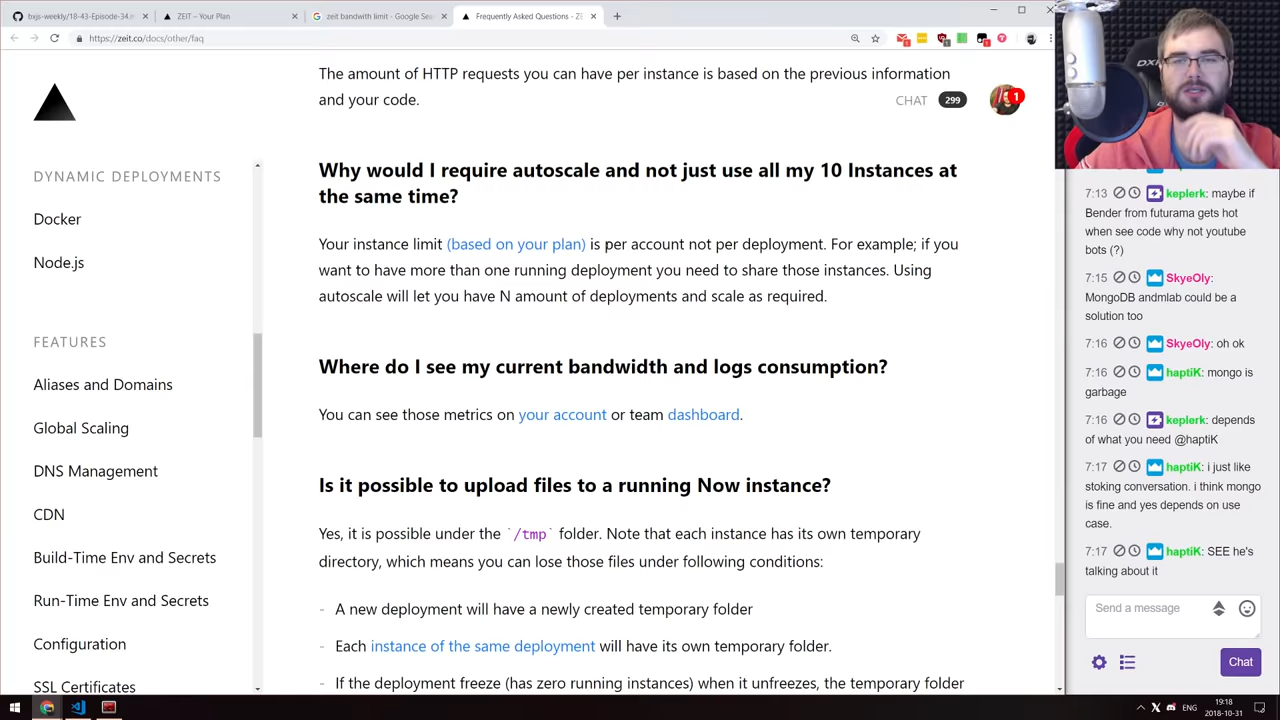 bxjs-weekly/18-43-Episode-34.m
ZEIT – Your Plan
zeit bandwith limit - Google Sea
Frequently Asked Questions - ZE
https://zeit.co/docs/other/faq
The amount of HTTP requests you can have per instance is based on the previous information
and your code.
CHAT 299
1
DYNAMIC DEPLOYMENTS
Docker
Node.js
FEATURES
Aliases and Domains
Global Scaling
DNS Management
CDN
Build-Time Env and Secrets
Run-Time Env and Secrets
Configuration
SSL Certificates
Why would I require autoscale and not just use all my 10 Instances at
the same time?
Your instance limit (based on your plan) is per account not per deployment. For example; if you
want to have more than one running deployment you need to share those instances. Using
autoscale will let you have N amount of deployments and scale as required.
Where do I see my current bandwidth and logs consumption?
You can see those metrics on your account or team dashboard.
Is it possible to upload files to a running Now instance?
Yes, it is possible under the `/tmp` folder. Note that each instance has its own temporary
directory, which means you can lose those files under following conditions:
- A new deployment will have a newly created temporary folder
- Each instance of the same deployment will have its own temporary folder.
- If the deployment freeze (has zero running instances) when it unfreezes, the temporary folder
7:13 keplerk: maybe if
Bender from futurama gets hot
when see code why not youtube
bots (?)
7:15 SkyeOly:
MongoDB andmlab could be a
solution too
7:16 SkyeOly: oh ok
7:16 haptiK: mongo is
garbage
7:16 keplerk: depends
of what you need @haptiK
7:17 haptiK: i just like
stoking conversation. i think mongo
is fine and yes depends on use
case.
7:17 haptiK: SEE he's
talking about it
Send a message
Chat
ENG
19:18
2018-10-31